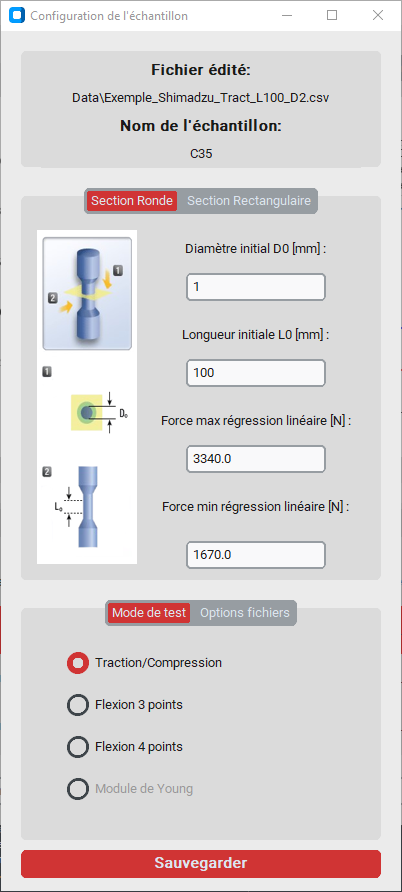 Configuration de l'échantillon
Fichier édité:
Data\Exemple_Shimadzu_Tract_L100_D2.csv
Nom de l'échantillon:
C35
Section Ronde
Section Rectangulaire
Diamètre initial D0 [mm] :
1
Longueur initiale L0 [mm] :
100
Force max régression linéaire [N] :
3340.0
Force min régression linéaire [N] :
1670.0
1
2
1
D₀
2
L₀
Mode de test
Options fichiers
Traction/Compression
Flexion 3 points
Flexion 4 points
Module de Young
Sauvegarder